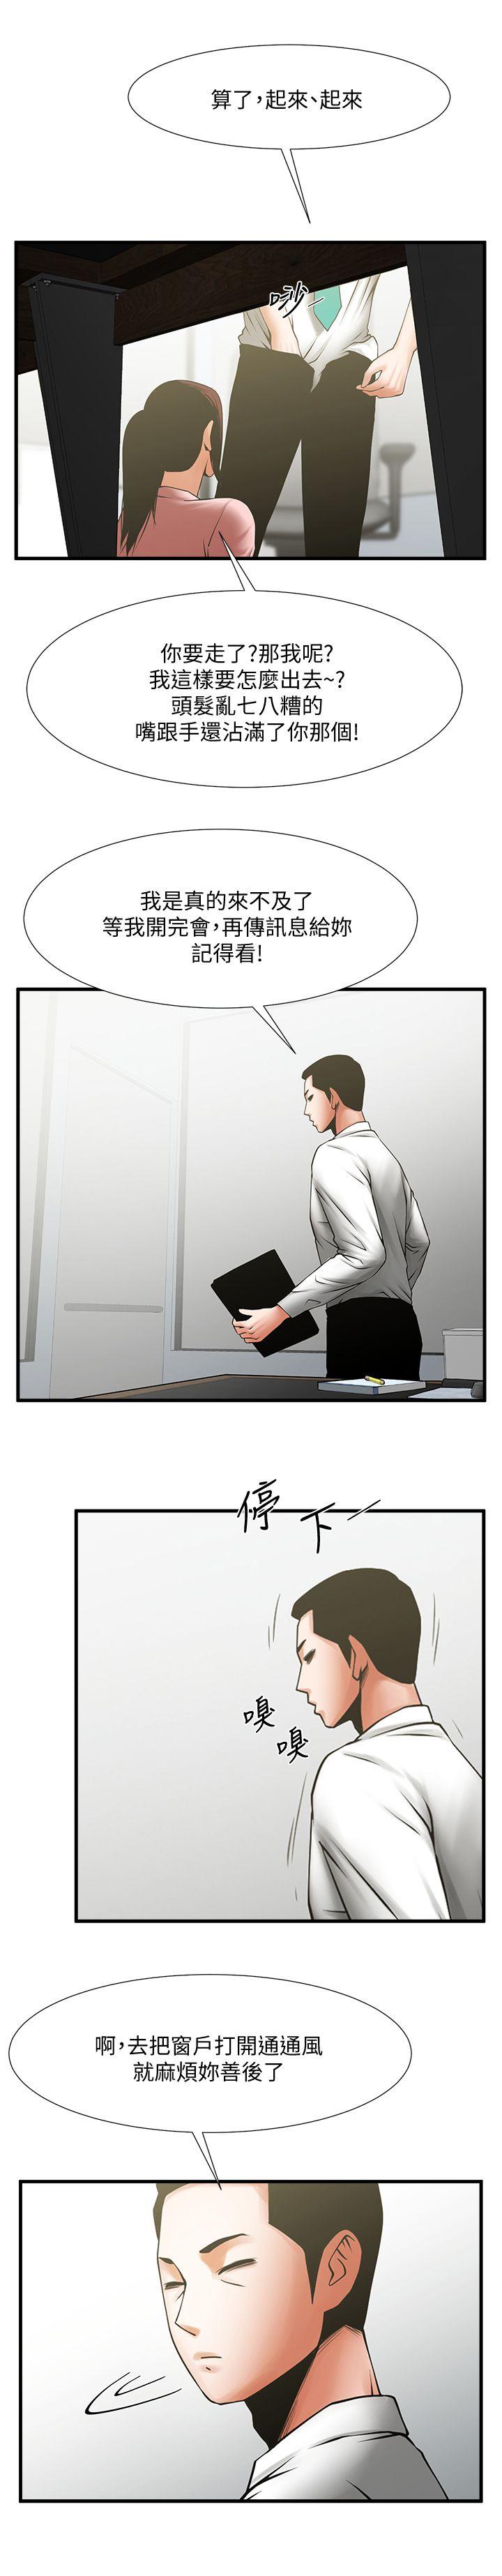 算了，起來、起來
唦
你要走了?那我呢?
我這樣要怎麼出去~?
頭髮亂七八糟的
嘴跟手還沾滿了你那個!
我是真的來不及了
等我開完會，再傳訊息給妳
記得看!
停下
嗅
嗅
啊，去把窗戶打開通通風
就麻煩妳善後了